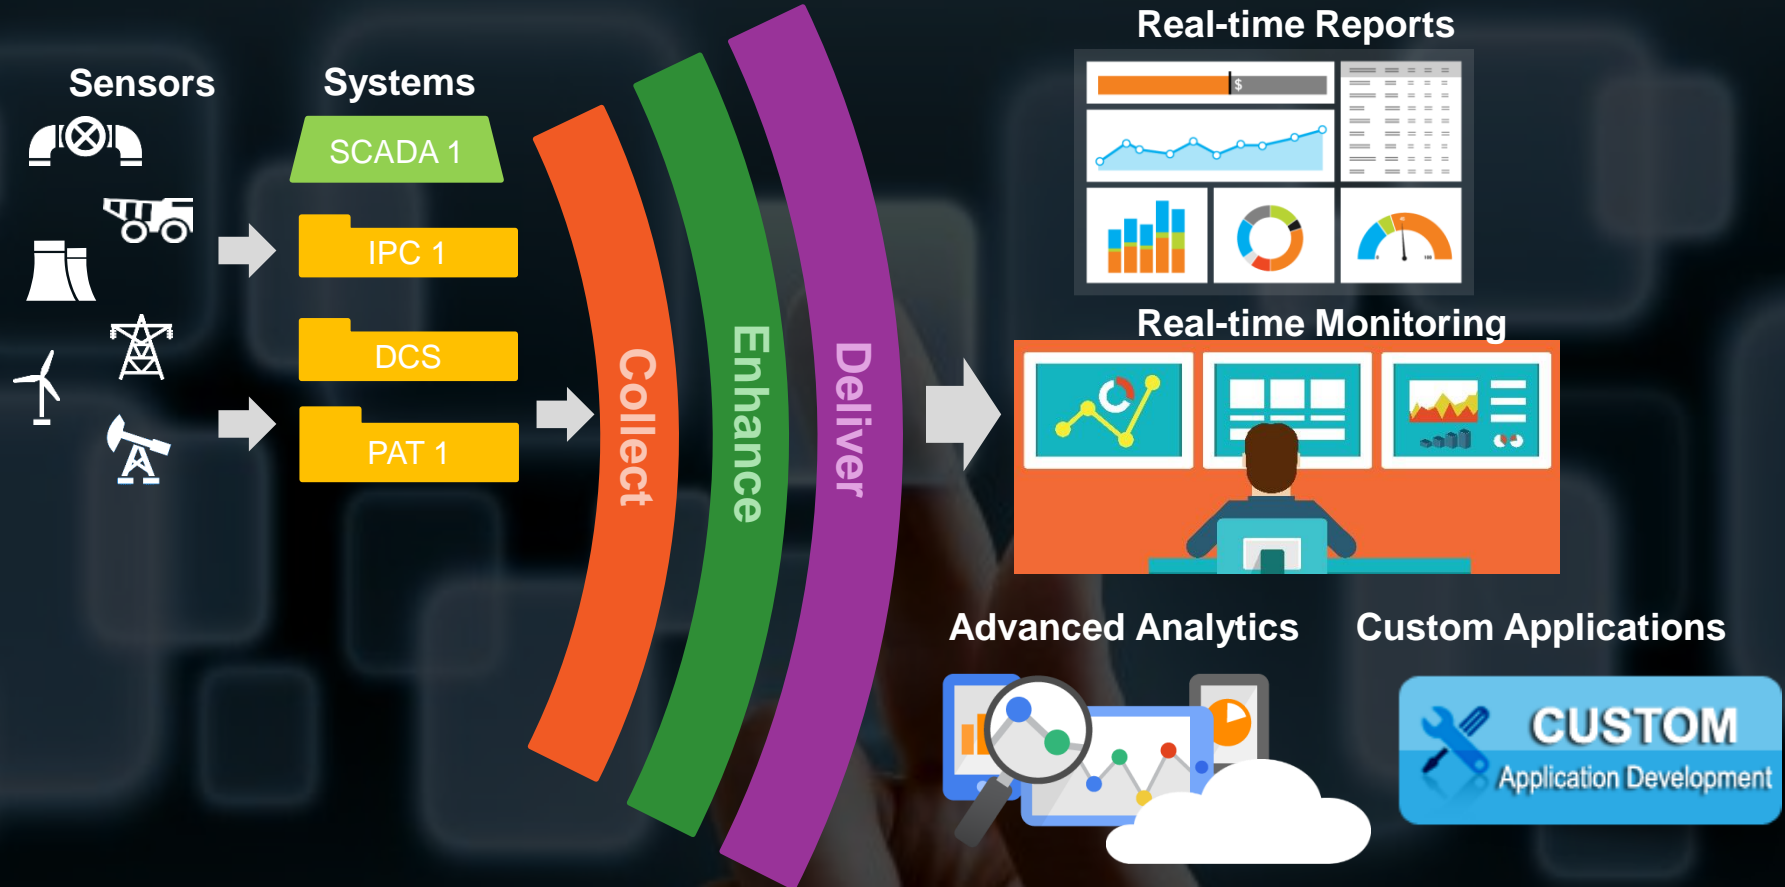 Sensors
Systems
SCADA 1
IPC 1
DCS
PAT 1
Collect
Enhance
Deliver
Real-time Reports
$
Real-time Monitoring
Advanced Analytics
Custom Applications
CUSTOM
Application Development